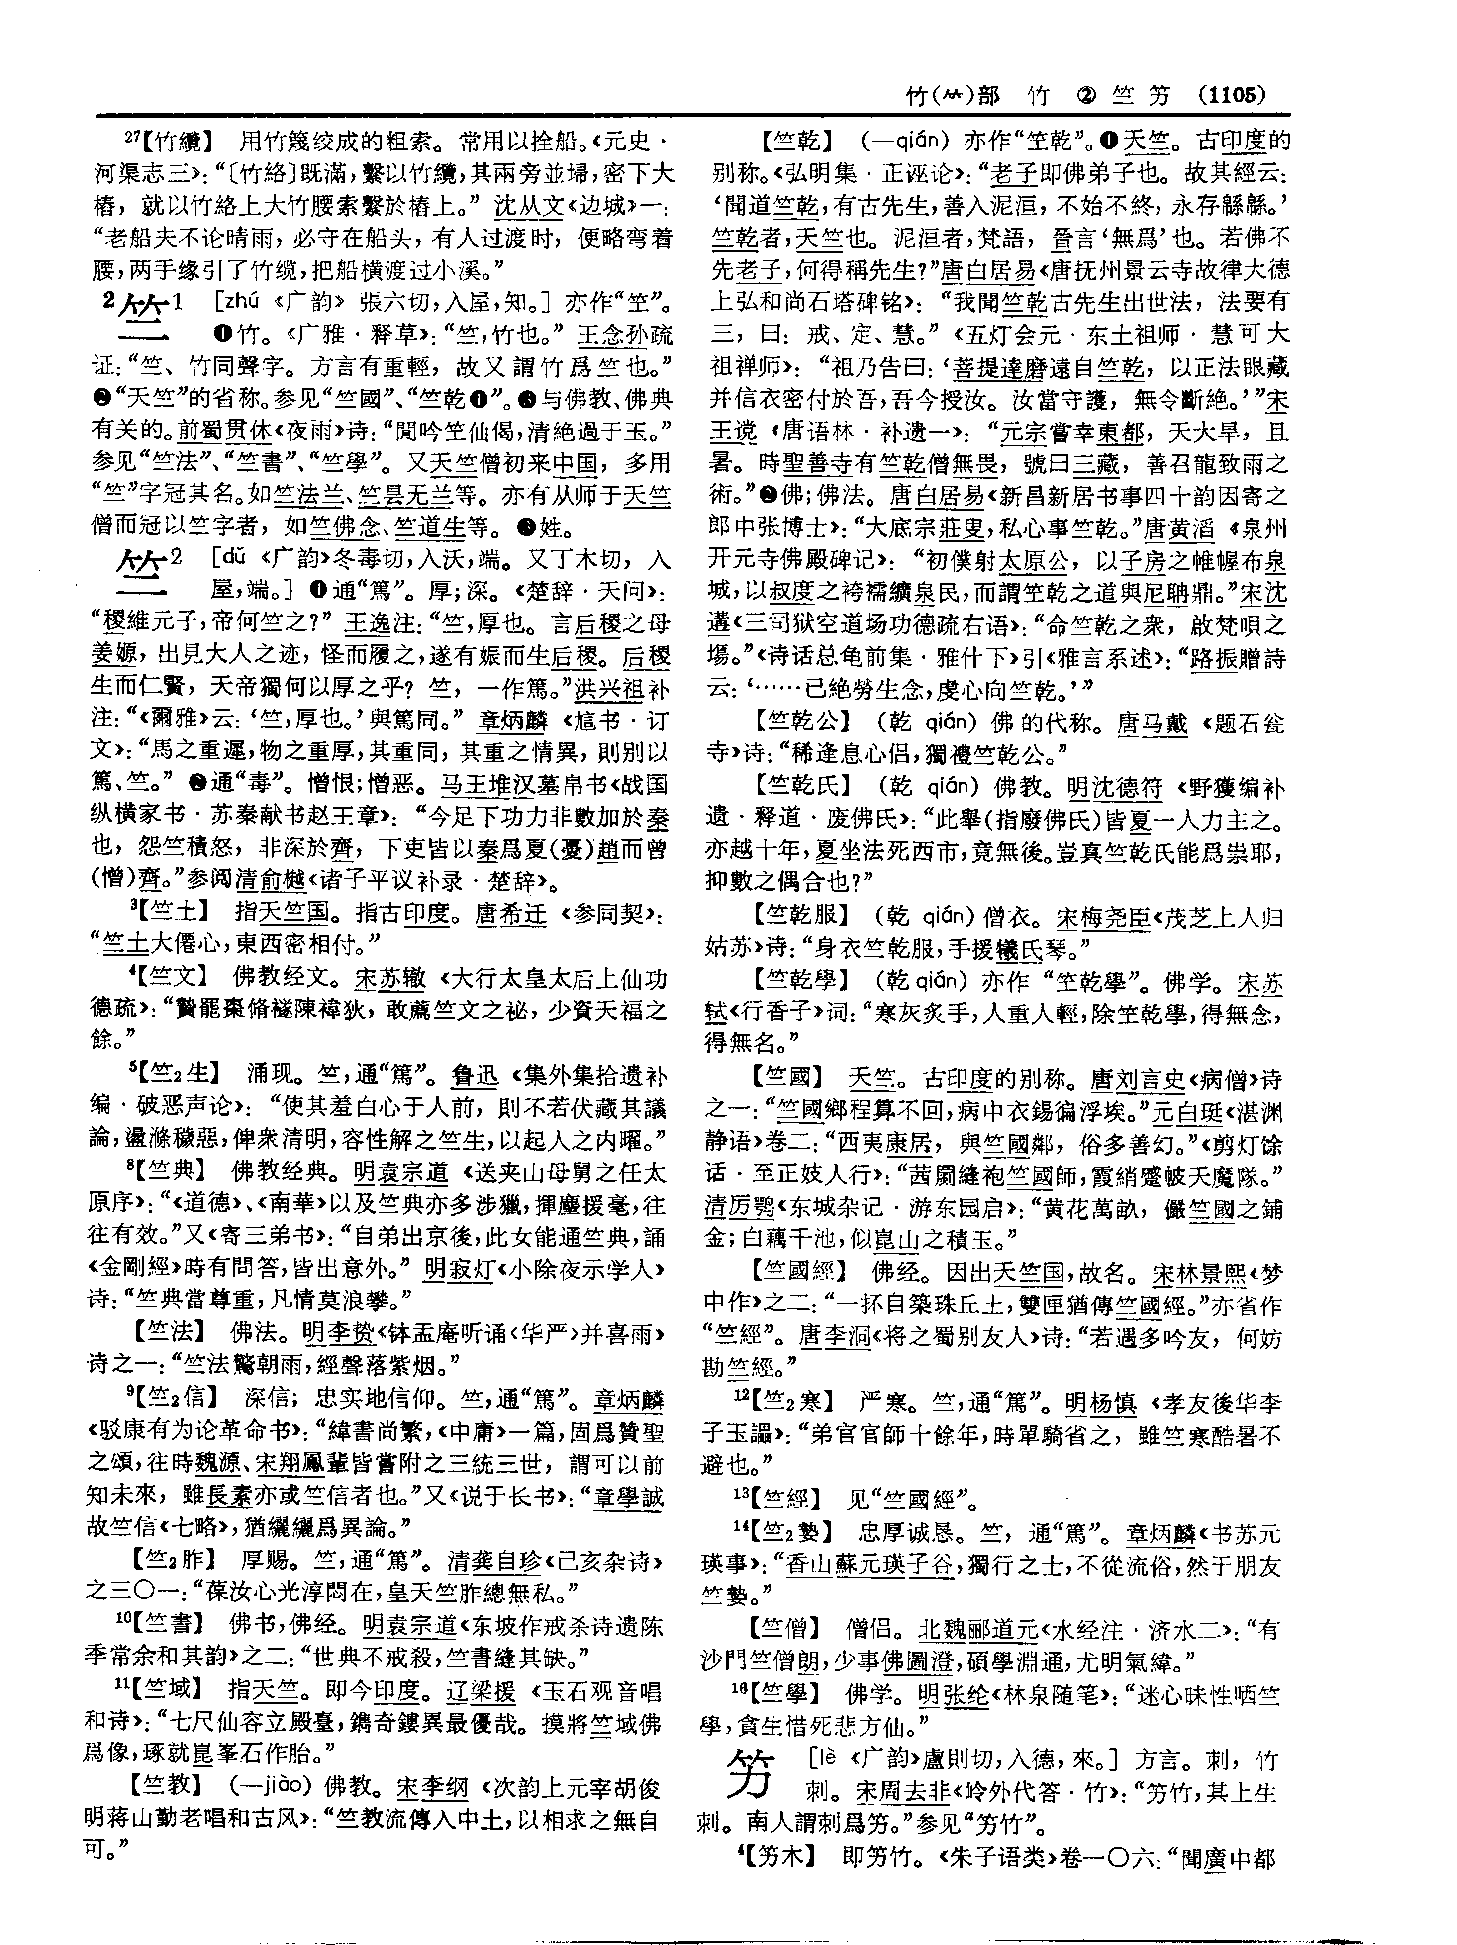 竹(⺮)部 竹 ② 竺 竻 (1105)
27【竹纜】 用竹篾绞成的粗索。常用以拴船。《元史·
河渠志三》：“〔竹絡〕既滿，繫以竹纜，其兩旁並埽，密下大
樁，就以竹絡上大竹腰索繫於樁上。” 沈从文《边城》一：
“老船夫不论晴雨，必守在船头，有人过渡时，便略弯着
腰，两手缘引了竹缆，把船横渡过小溪。”
2竺1 [zhú 《广韵》 張六切，入屋，知。] 亦作“笁”。
❶竹。《广雅·释草》：“竺，竹也。” 王念孙疏
证：“竺、竹同聲字。方言有重輕，故又謂竹爲竺也。”
❷“天竺”的省称。参见“竺國”、“竺乾❶”。❸与佛教、佛典
有关的。前蜀贯休《夜雨》诗：“聞吟笁仙偈，清絶過于玉。”
参见“竺法”、“竺書”、“竺學”。又天竺僧初来中国，多用
“竺”字冠其名。如竺法兰、竺昙无兰等。亦有从师于天竺
僧而冠以竺字者，如竺佛念、竺道生等。❹姓。
竺2 [dǔ 《广韵》冬毒切，入沃，端。又丁木切，入
屋，端。] ❶通“篤”。厚；深。《楚辞·天问》：
“稷維元子，帝何竺之？” 王逸注：“竺，厚也。言后稷之母
姜嫄，出見大人之迹，怪而履之，遂有娠而生后稷。后稷
生而仁賢，天帝獨何以厚之乎？竺，一作篤。”洪兴祖补
注：“《爾雅》云：‘竺，厚也。’與篤同。” 章炳麟《訄书·订
文》：“馬之重遲，物之重厚，其重同，其重之情異，則別以
篤、竺。” ❷通“毒”。憎恨；憎恶。马王堆汉墓帛书《战国
纵横家书·苏秦献书赵王章》：“今足下功力非數加於秦
也，怨竺積怒，非深於齊，下吏皆以秦爲夏(憂)趙而曾
(憎)齊。”参阅清俞樾《诸子平议补录·楚辞》。
3【竺土】 指天竺国。指古印度。唐希迁《参同契》：
“竺土大僊心，東西密相付。”
4【竺文】 佛教经文。宋苏辙《大行太皇太后上仙功
德疏》：“贊罷棗脩襚陳褘狄，敢薦竺文之祕，少資天福之
餘。”
5【竺2生】 涌现。竺，通“篤”。鲁迅《集外集拾遗补
编·破恶声论》：“使其羞白心于人前，則不若伏藏其議
論，盪滌穢惡，俾衆清明，容性解之竺生，以起人之内曜。”
8【竺典】 佛教经典。明袁宗道《送夹山母舅之任太
原序》：“《道德》、《南華》以及竺典亦多涉獵，揮麈援毫，往
往有效。”又《寄三弟书》：“自弟出京後，此女能通竺典，誦
《金剛經》時有問答，皆出意外。” 明寂灯《小除夜示学人》
诗：“竺典當尊重，凡情莫浪攀。”
【竺法】 佛法。明李贽《钵盂庵听诵〈华严〉并喜雨》
诗之一：“竺法驚朝雨，經聲落紫烟。”
9【竺2信】 深信；忠实地信仰。竺，通“篤”。章炳麟
《驳康有为论革命书》：“緯書尚繁，《中庸》一篇，固爲贊聖
之頌，往時魏源、宋翔鳳輩皆嘗附之三統三世，謂可以前
知未來，雖長素亦或竺信者也。”又《说于长书》：“章學誠
故竺信《七略》，猶纚纚爲異論。”
【竺2胙】 厚赐。竺，通“篤”。清龚自珍《己亥杂诗》
之三〇一：“葆汝心光淳悶在，皇天竺胙總無私。”
10【竺書】 佛书，佛经。明袁宗道《东坡作戒杀诗遗陈
季常余和其韵》之二：“世典不戒殺，竺書縫其缺。”
11【竺域】 指天竺。即今印度。辽梁援《玉石观音唱
和诗》：“七尺仙容立殿臺，鐫奇鏤異最優哉。摸將竺域佛
爲像，琢就崑峯石作胎。”
【竺教】 (—jiào) 佛教。宋李纲《次韵上元宰胡俊
明蒋山勤老唱和古风》：“竺教流傳入中土，以相求之無自
可。”
【竺乾】 (—qián) 亦作“笁乾”。❶天竺。古印度的
别称。《弘明集·正诬论》：“老子即佛弟子也。故其經云：
‘聞道竺乾，有古先生，善入泥洹，不始不終，永存緜緜。’
竺乾者，天竺也。泥洹者，梵語，晉言‘無爲’也。若佛不
先老子，何得稱先生？”唐白居易《唐抚州景云寺故律大德
上弘和尚石塔碑铭》：“我聞竺乾古先生出世法，法要有
三，曰：戒、定、慧。”《五灯会元·东土祖师·慧可大
祖禅师》：“祖乃告曰：‘菩提達磨遠自竺乾，以正法眼藏
并信衣密付於吾，吾今授汝。汝當守護，無令斷絶。’”宋
王谠《唐语林·补遗一》：“元宗嘗幸東都，天大旱，且
暑。時聖善寺有竺乾僧無畏，號曰三藏，善召龍致雨之
術。”❷佛；佛法。唐白居易《新昌新居书事四十韵因寄之
郎中张博士》：“大底宗莊叟，私心事竺乾。”唐黄滔《泉州
开元寺佛殿碑记》：“初僕射太原公，以子房之帷幄布泉
城，以叔度之袴襦纊泉民，而謂笁乾之道與尼聃鼎。”宋沈
遘《三司狱空道场功德疏右语》：“命竺乾之衆，啟梵唄之
場。”《诗话总龟前集·雅什下》引《雅言系述》：“路振贈詩
云：‘……已絶勞生念，虔心向竺乾。’”
【竺乾公】 (乾 qián) 佛的代称。唐马戴《题石瓮
寺》诗：“稀逢息心侣，獨禮竺乾公。”
【竺乾氏】 (乾 qián) 佛教。明沈德符《野獲编补
遗·释道·废佛氏》：“此舉(指廢佛氏)皆夏一人力主之。
亦越十年，夏坐法死西市，竟無後。豈真竺乾氏能爲祟耶，
抑數之偶合也？”
【竺乾服】 (乾 qián) 僧衣。宋梅尧臣《茂芝上人归
姑苏》诗：“身衣竺乾服，手援犧氏琴。”
【竺乾學】 (乾 qián) 亦作“笁乾學”。佛学。宋苏
轼《行香子》词：“寒灰炙手，人重人輕，除笁乾學，得無念，
得無名。”
【竺國】 天竺。古印度的别称。唐刘言史《病僧》诗
之一：“竺國鄉程算不回，病中衣錫徧浮埃。”元白珽《湛渊
静语》卷二：“西夷康居，與竺國鄰，俗多善幻。”《剪灯馀
话·至正妓人行》：“茜罽縫袍竺國師，霞綃蹙帔天魔隊。”
清厉鹗《东城杂记·游东园启》：“黄花萬畝，儼竺國之鋪
金；白藕千池，似崑山之積玉。”
【竺國經】 佛经。因出天竺国，故名。宋林景熙《梦
中作》之二：“一抔自築珠丘土，雙匣猶傳竺國經。”亦省作
“竺經”。唐李洞《将之蜀别友人》诗：“若遇多吟友，何妨
勘竺經。”
12【竺2寒】 严寒。竺，通“篤”。明杨慎《孝友後华李
子玉讄》：“弟官官師十餘年，時單騎省之，雖竺寒酷暑不
避也。”
13【竺經】 见“竺國經”。
14【竺2摯】 忠厚诚恳。竺，通“篤”。章炳麟《书苏元
瑛事》：“香山蘇元瑛子谷，獨行之士，不從流俗，然于朋友
竺摯。”
【竺僧】 僧侣。北魏郦道元《水经注·济水二》：“有
沙門竺僧朗，少事佛圖澄，碩學淵通，尤明氣緯。”
16【竺學】 佛学。明张纶《林泉随笔》：“迷心昧性哂竺
學，貪生惜死悲方仙。”
竻 [lè 《广韵》盧則切，入德，來。] 方言。刺，竹
刺。宋周去非《岭外代答·竹》：“竻竹，其上生
刺。南人謂刺爲竻。”参见“竻竹”。
4【竻木】 即竻竹。《朱子语类》卷一〇六：“聞廣中都